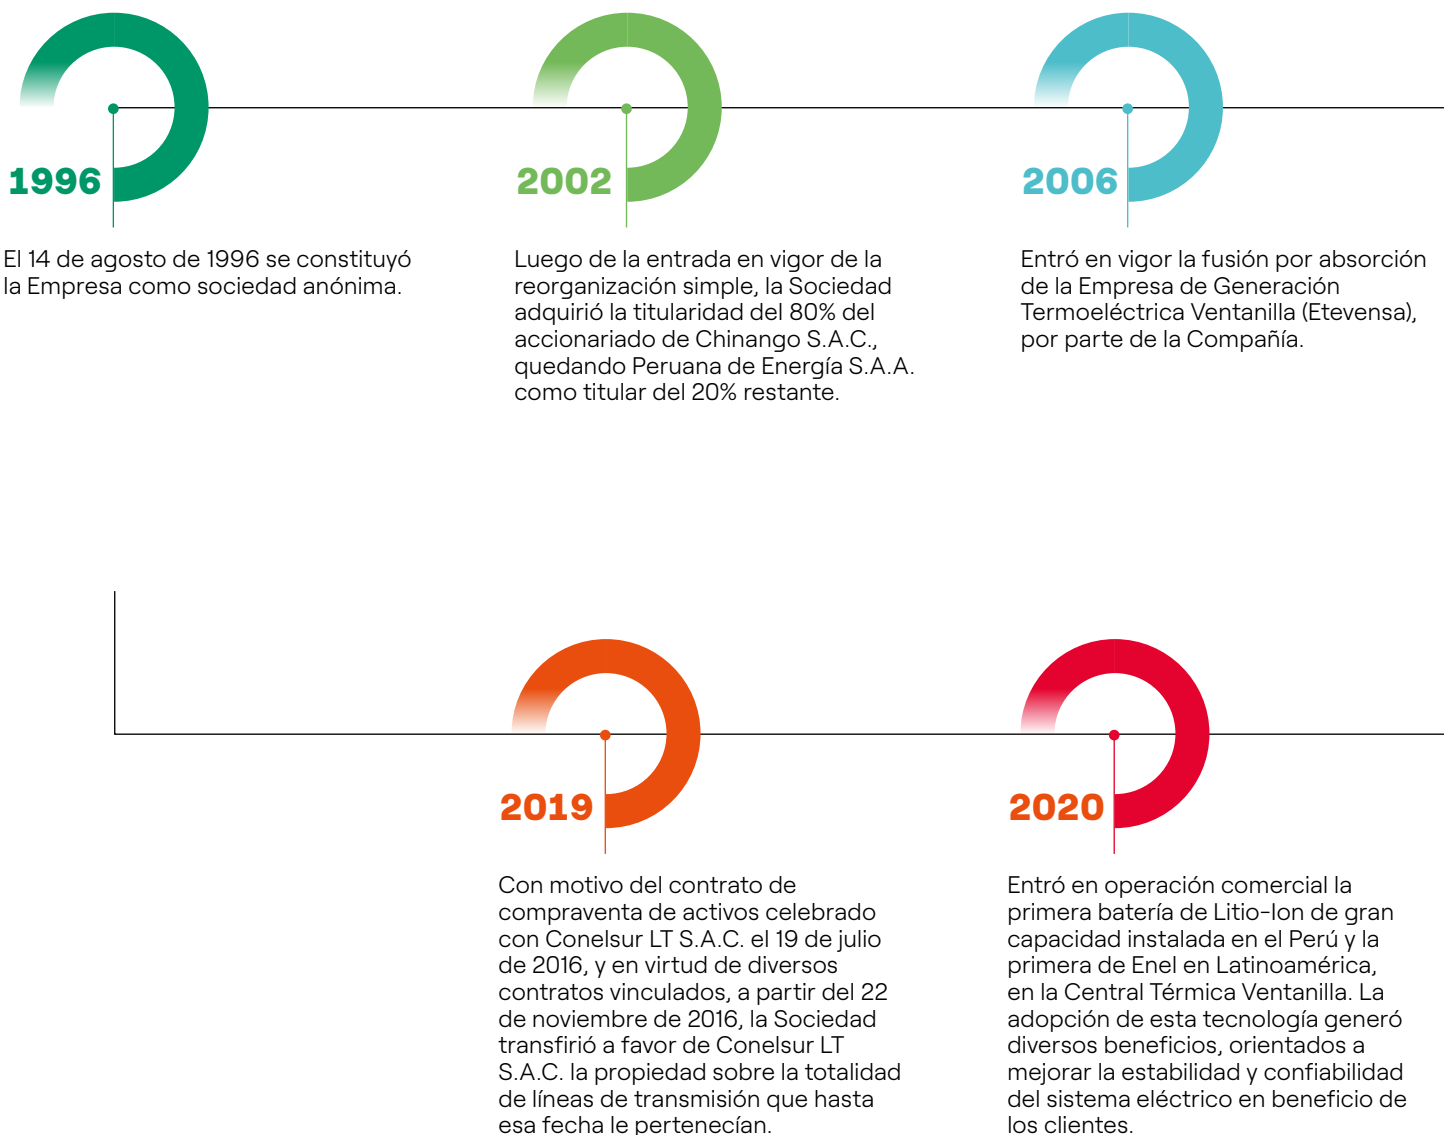 1996
El 14 de agosto de 1996 se constituyó
la Empresa como sociedad anónima.
2002
Luego de la entrada en vigor de la
reorganización simple, la Sociedad
adquirió la titularidad del 80% del
accionariado de Chinango S.A.C.,
quedando Peruana de Energía S.A.A.
como titular del 20% restante.
2006
Entró en vigor la fusión por absorción
de la Empresa de Generación
Termoeléctrica Ventanilla (Etevensa),
por parte de la Compañía.
2019
Con motivo del contrato de
compraventa de activos celebrado
con Conelsur LT S.A.C. el 19 de julio
de 2016, y en virtud de diversos
contratos vinculados, a partir del 22
de noviembre de 2016, la Sociedad
transfirió a favor de Conelsur LT
S.A.C. la propiedad sobre la totalidad
de líneas de transmisión que hasta
esa fecha le pertenecían.
2020
Entró en operación comercial la
primera batería de Litio-Ion de gran
capacidad instalada en el Perú y la
primera de Enel en Latinoamérica,
en la Central Térmica Ventanilla. La
adopción de esta tecnología generó
diversos beneficios, orientados a
mejorar la estabilidad y confiabilidad
del sistema eléctrico en beneficio de
los clientes.